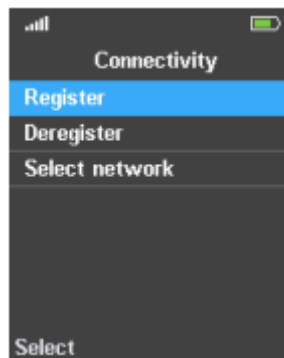 Connectivity
Register
Deregister
Select network
Select